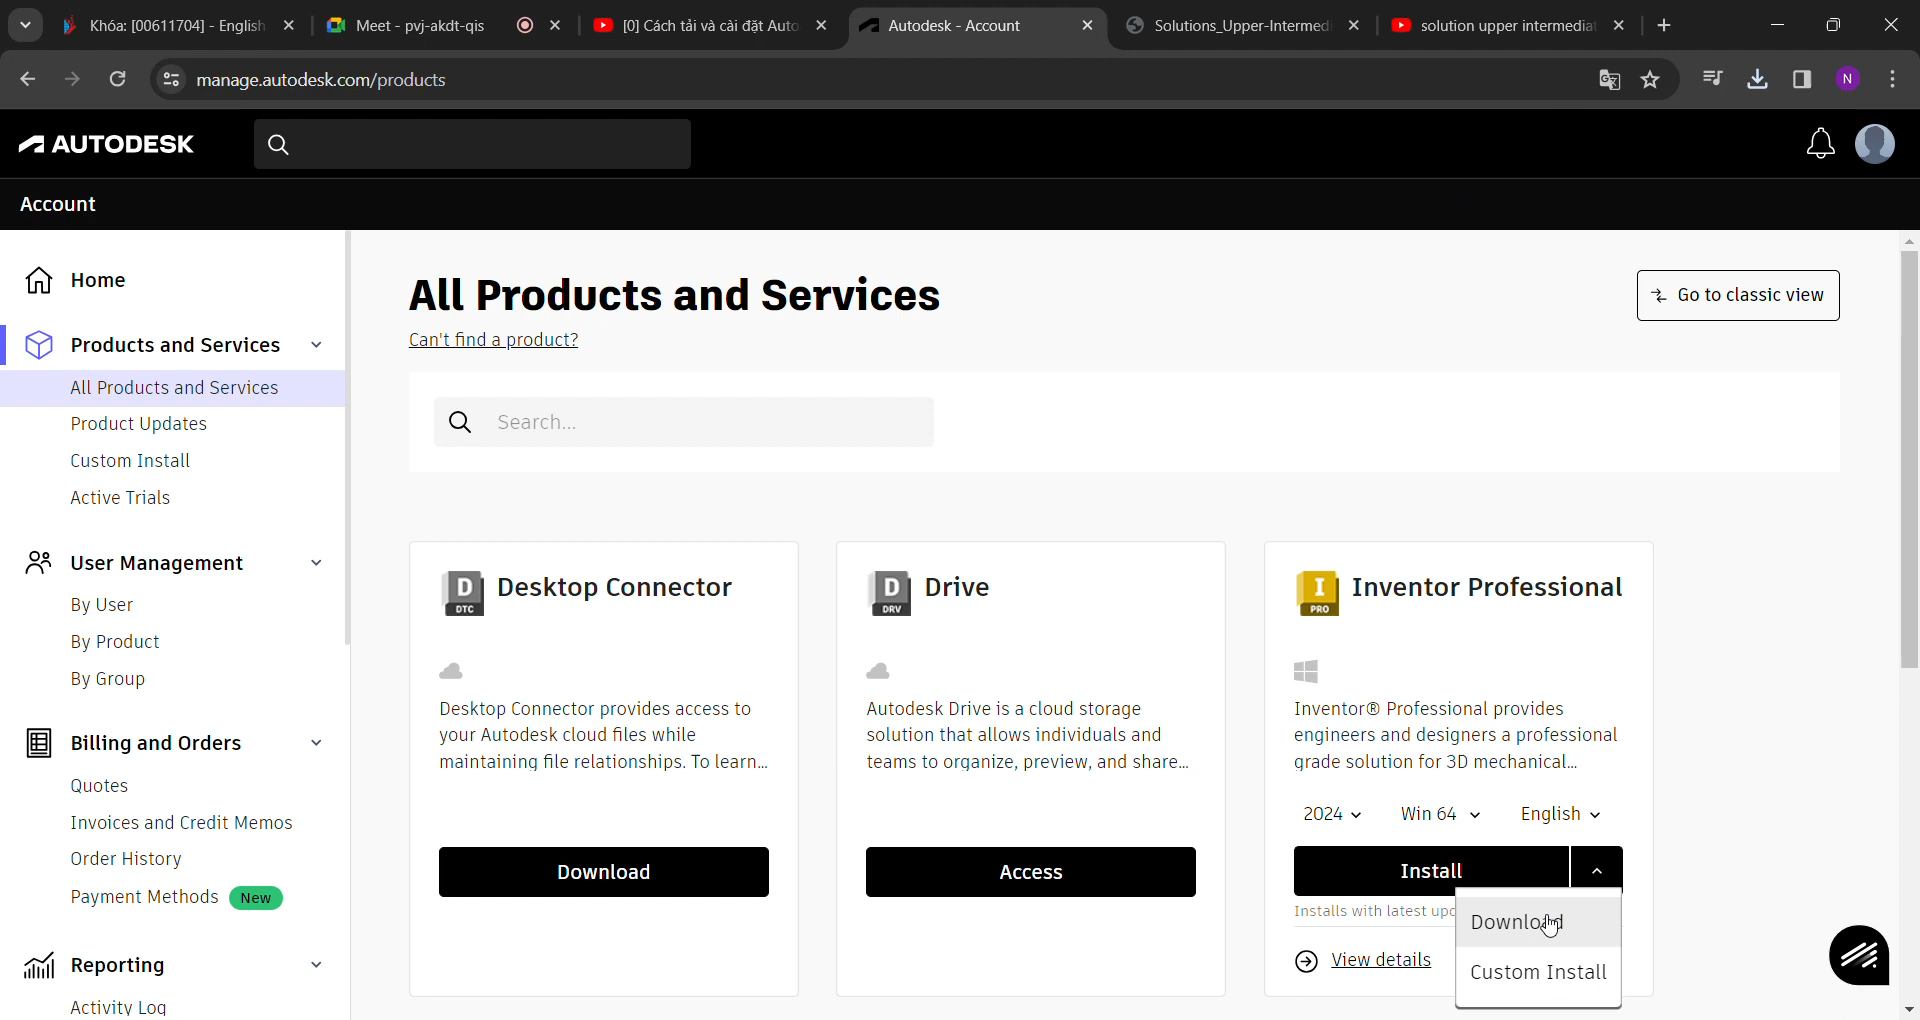 Khóa: [00611704] - English
Meet - pvj-akdt-qis
[0] Cách tải và cài đặt Auto
Autodesk - Account
Solutions_Upper-Intermedi
solution upper intermediat
manage.autodesk.com/products
N
AUTODESK
Account
Home
Products and Services
All Products and Services
Product Updates
Custom Install
Active Trials
User Management
By User
By Product
By Group
Billing and Orders
Quotes
Invoices and Credit Memos
Order History
Payment Methods New
Reporting
Activity Log
All Products and Services
Go to classic view
Can't find a product?
Search...
D DTC Desktop Connector
Desktop Connector provides access to
your Autodesk cloud files while
maintaining file relationships. To learn...
Download
D DRV Drive
Autodesk Drive is a cloud storage
solution that allows individuals and
teams to organize, preview, and share...
Access
I PRO Inventor Professional
Inventor® Professional provides
engineers and designers a professional
grade solution for 3D mechanical...
2024 Win 64 English
Install
Installs with latest upd
Download
View details
Custom Install